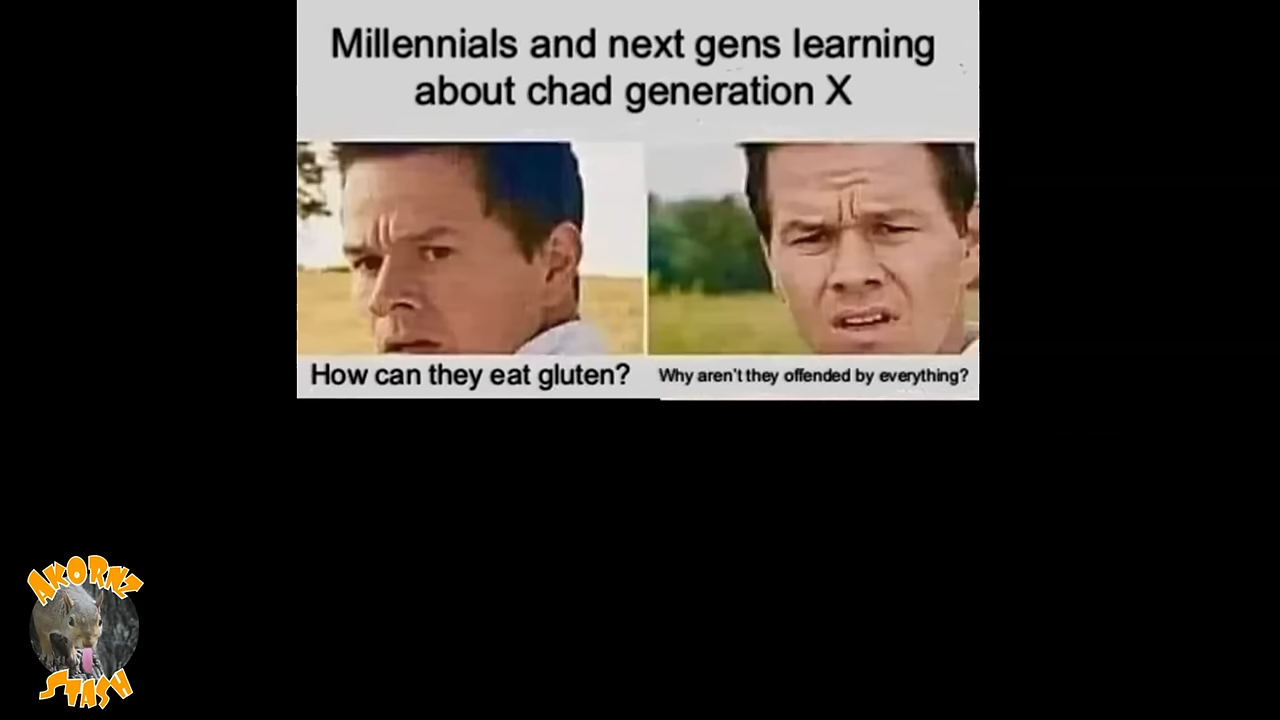 Millennials and next gens learning
about chad generation X
How can they eat gluten?
Why aren't they offended by everything?
AKORNZ
STASH